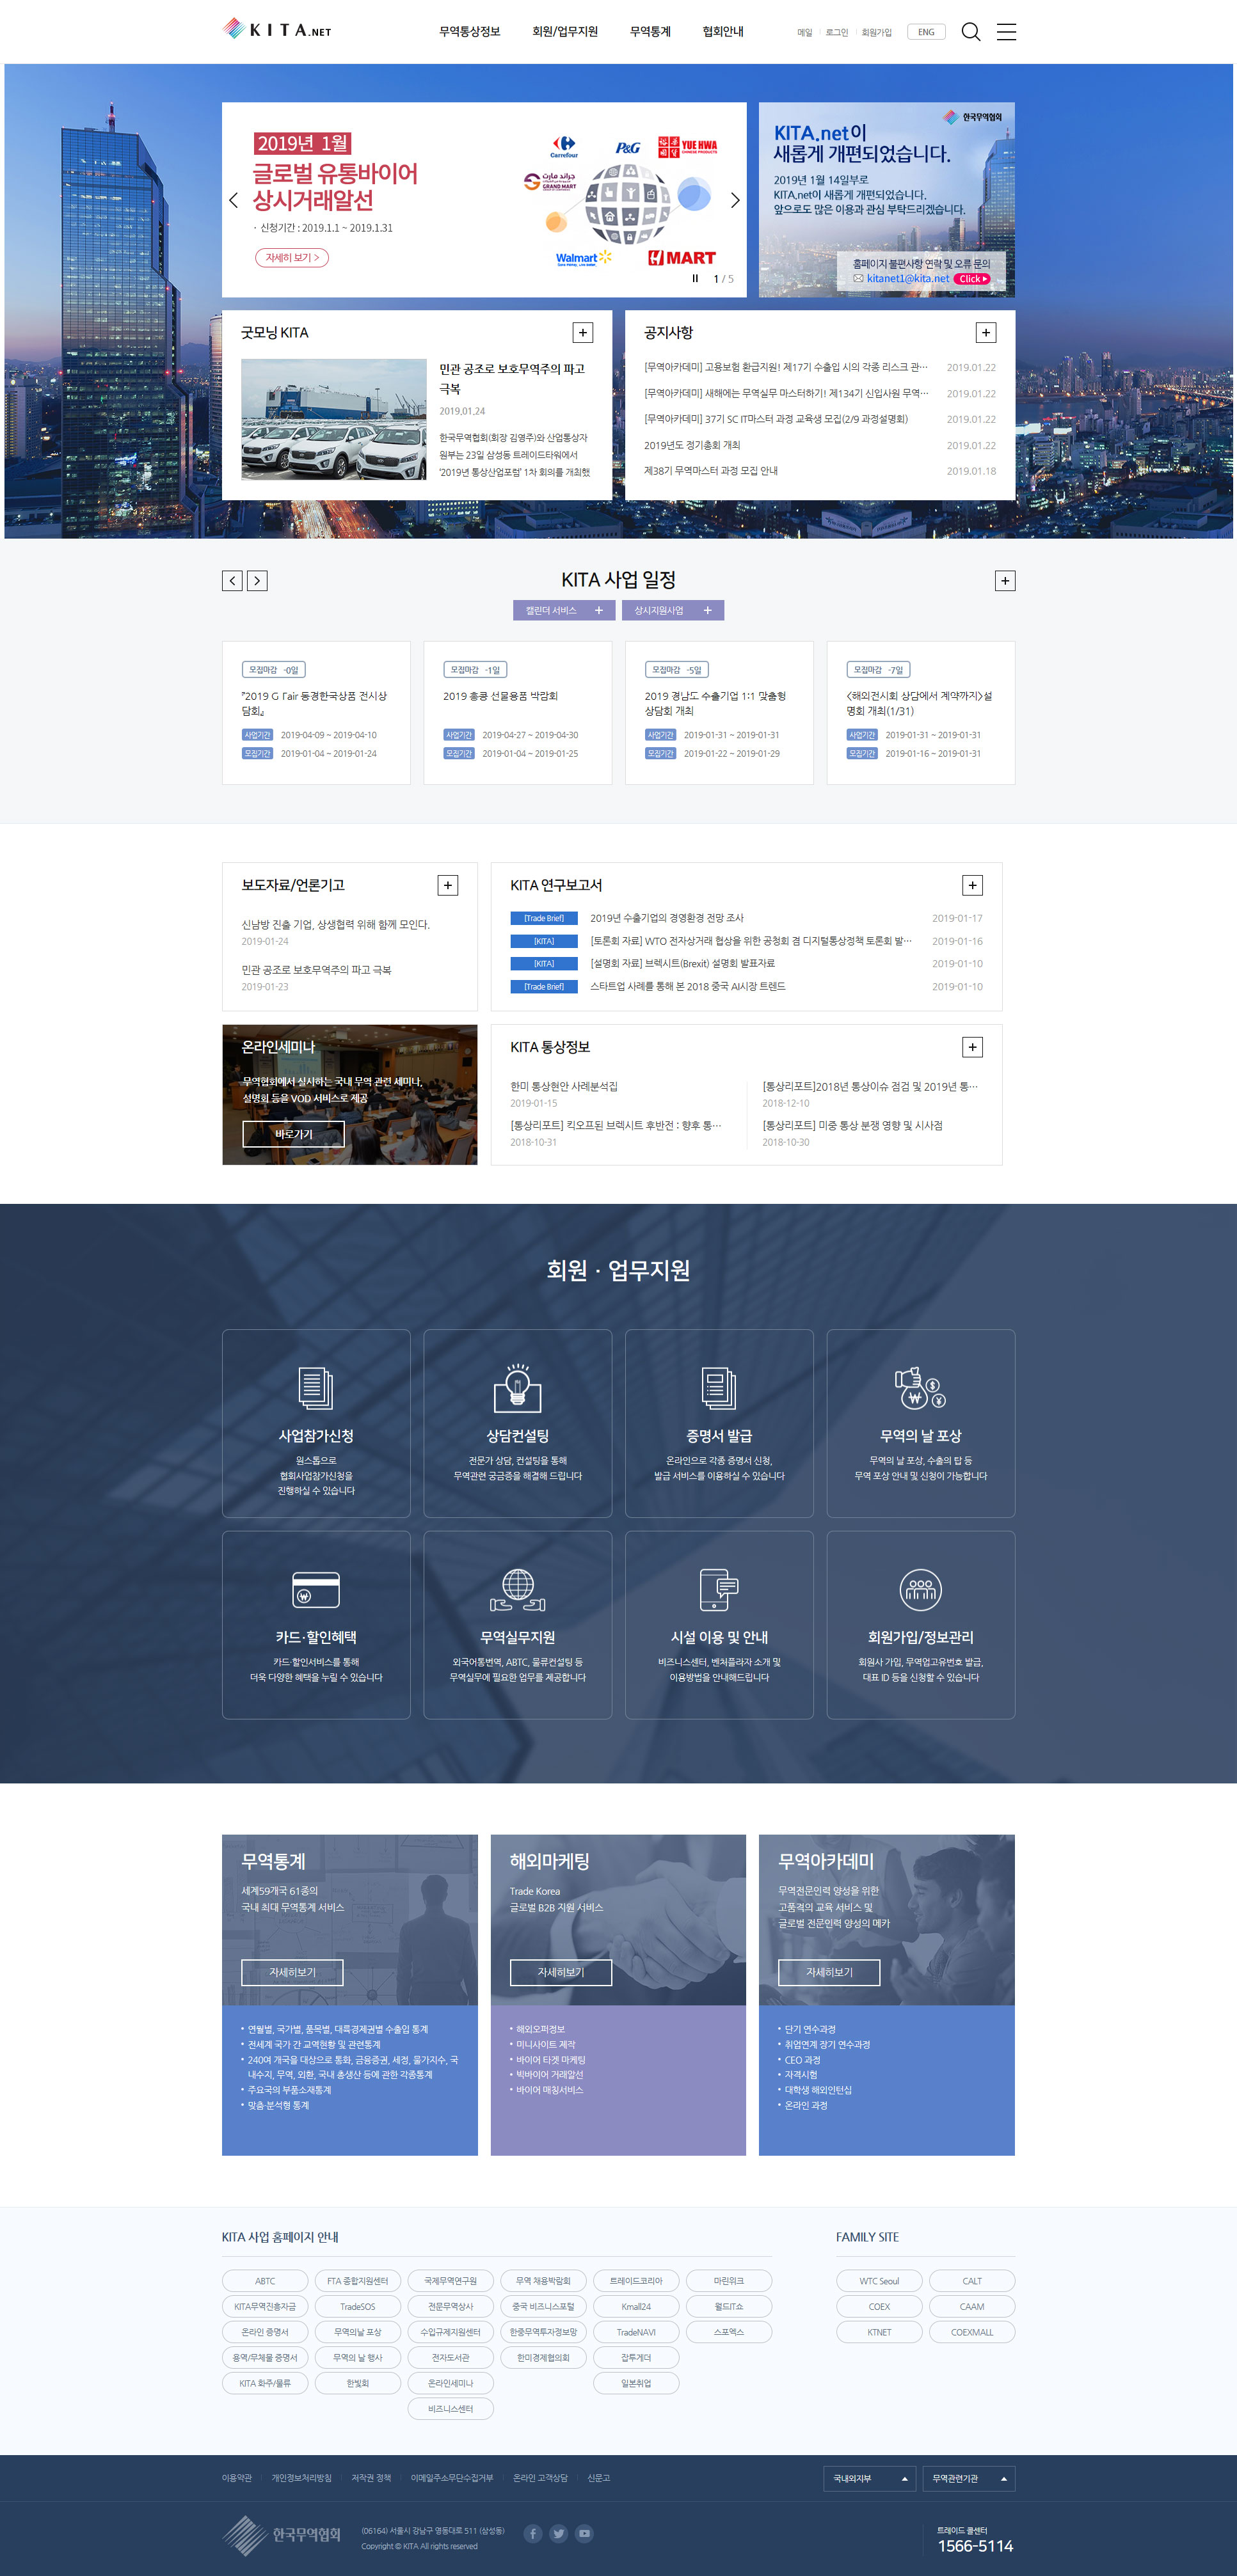 KITA.NET
무역통상정보 회원/업무지원 무역통계 협회안내
메일 로그인 회원가입 ENG
2019년 1월
글로벌 유통바이어
상시거래알선
· 신청기간 : 2019.1.1 ~ 2019.1.31
자세히 보기 >
Carrefour
P&G
YUE HWA
CHINESE PRODUCTS
جراند مارت
GRAND MART
Walmart
Save money. Live better.
H MART
1 / 5
한국무역협회
KITA.net이
새롭게 개편되었습니다.
2019년 1월 14일부로
KITA.net이 새롭게 개편되었습니다.
앞으로도 많은 이용과 관심 부탁드리겠습니다.
홈페이지 불편사항 연락 및 오류 문의
kitanet1@kita.net Click
굿모닝 KITA
민관 공조로 보호무역주의 파고
극복
2019.01.24
한국무역협회(회장 김영주)와 산업통상자
원부는 23일 삼성동 트레이드타워에서
'2019년 통상산업포럼' 1차 회의를 개최했
공지사항
[무역아카데미] 고용보험 환급지원! 제17기 수출입 시의 각종 리스크 관… 2019.01.22
[무역아카데미] 새해에는 무역실무 마스터하기! 제134기 신입사원 무역… 2019.01.22
[무역아카데미] 37기 SC IT마스터 과정 교육생 모집(2/9 과정설명회) 2019.01.22
2019년도 정기총회 개최 2019.01.22
제38기 무역마스터 과정 모집 안내 2019.01.18
KITA 사업 일정
캘린더 서비스 +
상시지원사업 +
모집마감 -0일
『2019 G Fair 동경한국상품 전시상
담회』
사업기간 2019-04-09 ~ 2019-04-10
모집기간 2019-01-04 ~ 2019-01-24
모집마감 -1일
2019 홍콩 선물용품 박람회
사업기간 2019-04-27 ~ 2019-04-30
모집기간 2019-01-04 ~ 2019-01-25
모집마감 -5일
2019 경남도 수출기업 1:1 맞춤형
상담회 개최
사업기간 2019-01-31 ~ 2019-01-31
모집기간 2019-01-22 ~ 2019-01-29
모집마감 -7일
<해외전시회 상담에서 계약까지>설
명회 개최(1/31)
사업기간 2019-01-31 ~ 2019-01-31
모집기간 2019-01-16 ~ 2019-01-31
보도자료/언론기고
신남방 진출 기업, 상생협력 위해 함께 모인다.
2019-01-24
민관 공조로 보호무역주의 파고 극복
2019-01-23
KITA 연구보고서
[Trade Brief] 2019년 수출기업의 경영환경 전망 조사 2019-01-17
[KITA] [토론회 자료] WTO 전자상거래 협상을 위한 공청회 겸 디지털통상정책 토론회 발… 2019-01-16
[KITA] [설명회 자료] 브렉시트(Brexit) 설명회 발표자료 2019-01-10
[Trade Brief] 스타트업 사례를 통해 본 2018 중국 AI시장 트렌드 2019-01-10
온라인세미나
무역협회에서 실시하는 국내 무역 관련 세미나,
설명회 등을 VOD 서비스로 제공
바로가기
KITA 통상정보
한미 통상현안 사례분석집
2019-01-15
[통상리포트] 킥오프된 브렉시트 후반전 : 향후 통…
2018-10-31
[통상리포트]2018년 통상이슈 점검 및 2019년 통…
2018-12-10
[통상리포트] 미중 통상 분쟁 영향 및 시사점
2018-10-30
회원 · 업무지원
사업참가신청
원스톱으로
협회사업참가신청을
진행하실 수 있습니다
상담컨설팅
전문가 상담, 컨설팅을 통해
무역관련 궁금증을 해결해 드립니다
증명서 발급
온라인으로 각종 증명서 신청,
발급 서비스를 이용하실 수 있습니다
무역의 날 포상
무역의 날 포상, 수출의 탑 등
무역 포상 안내 및 신청이 가능합니다
카드·할인혜택
카드·할인서비스를 통해
더욱 다양한 혜택을 누릴 수 있습니다
무역실무지원
외국어통번역, ABTC, 물류컨설팅 등
무역실무에 필요한 업무를 제공합니다
시설 이용 및 안내
비즈니스센터, 벤처플라자 소개 및
이용방법을 안내해드립니다
회원가입/정보관리
회원사 가입, 무역업고유번호 발급,
대표 ID 등을 신청할 수 있습니다
무역통계
세계59개국 61종의
국내 최대 무역통계 서비스
자세히보기
• 연월별, 국가별, 품목별, 대륙경제권별 수출입 통계
• 전세계 국가 간 교역현황 및 관련통계
• 240여 개국을 대상으로 통화, 금융증권, 세정, 물가지수, 국
내수지, 무역, 외환, 국내 총생산 등에 관한 각종통계
• 주요국의 부품소재통계
• 맞춤·분석형 통계
해외마케팅
Trade Korea
글로벌 B2B 지원 서비스
자세히보기
• 해외오퍼정보
• 미니사이트 제작
• 바이어 타겟 마케팅
• 빅바이어 거래알선
• 바이어 매칭서비스
무역아카데미
무역전문인력 양성을 위한
고품격의 교육 서비스 및
글로벌 전문인력 양성의 메카
자세히보기
• 단기 연수과정
• 취업연계 장기 연수과정
• CEO 과정
• 자격시험
• 대학생 해외인턴십
• 온라인 과정
KITA 사업 홈페이지 안내
ABTC FTA 종합지원센터 국제무역연구원 무역 채용박람회 트레이드코리아 마린위크
KITA무역진흥자금 TradeSOS 전문무역상사 중국 비즈니스포털 Kmall24 월드IT쇼
온라인 증명서 무역의날 포상 수입규제지원센터 한중무역투자정보망 TradeNAVI 스포엑스
용역/무체물 증명서 무역의 날 행사 전자도서관 한미경제협의회 잡투게더
KITA 화주/물류 한빛회 온라인세미나 일본취업
비즈니스센터
FAMILY SITE
WTC Seoul CALT
COEX CAAM
KTNET COEXMALL
이용약관 개인정보처리방침 저작권 정책 이메일주소무단수집거부 온라인 고객상담 신문고
국내외지부 무역관련기관
한국무역협회
(06164) 서울시 강남구 영동대로 511 (삼성동)
Copyright © KITA All rights reserved
트레이드 콜센터
1566-5114